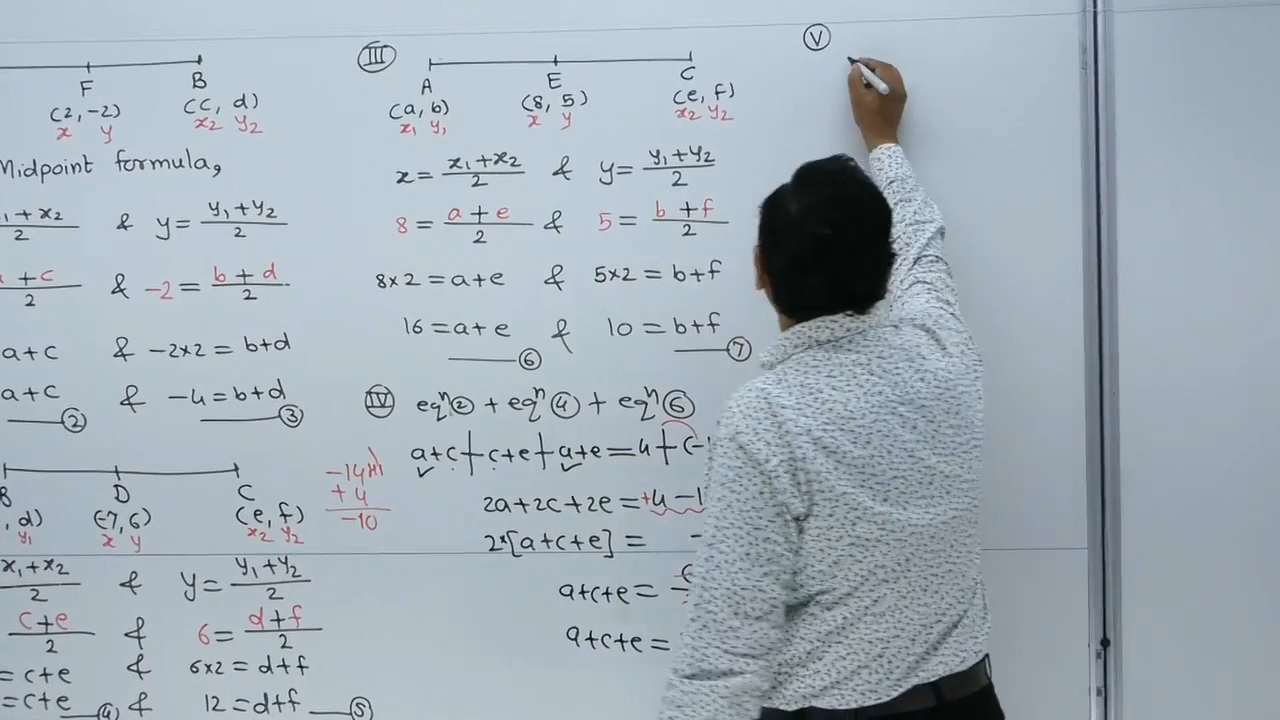 F B
(2, -2) (c, d)
x y x₂ y₂
Midpoint formula,
1 + x₂ / 2 & y = y₁ + y₂ / 2
a + c / 2 & -2 = b + d / 2
a + c & -2×2 = b+d
a + c ② & -4 = b+d ③
B D C
, d) (-7, 6) (e, f)
y₁ x y x₂ y₂
x₁ + x₂ / 2 & y = y₁ + y₂ / 2
c + e / 2 & 6 = d + f / 2
= c+e & 6×2 = d+f
= c+e ④ & 12 = d+f ⑤
III
A E C
(a, b) (8, 5) (e, f)
x₁ y₁ x y x₂ y₂
x = x₁ + x₂ / 2 & y = y₁ + y₂ / 2
8 = a + e / 2 & 5 = b + f / 2
8×2 = a+e & 5×2 = b+f
16 = a+e ⑥ & 10 = b+f ⑦
IV eqⁿ② + eqⁿ④ + eqⁿ⑥
a+c + c+e + a+e = 4 + (-1
2a+2c+2e = +4 -1
2×[a+c+e] = -
a+c+e =
a+c+e =
-14
+ 4
-10
V